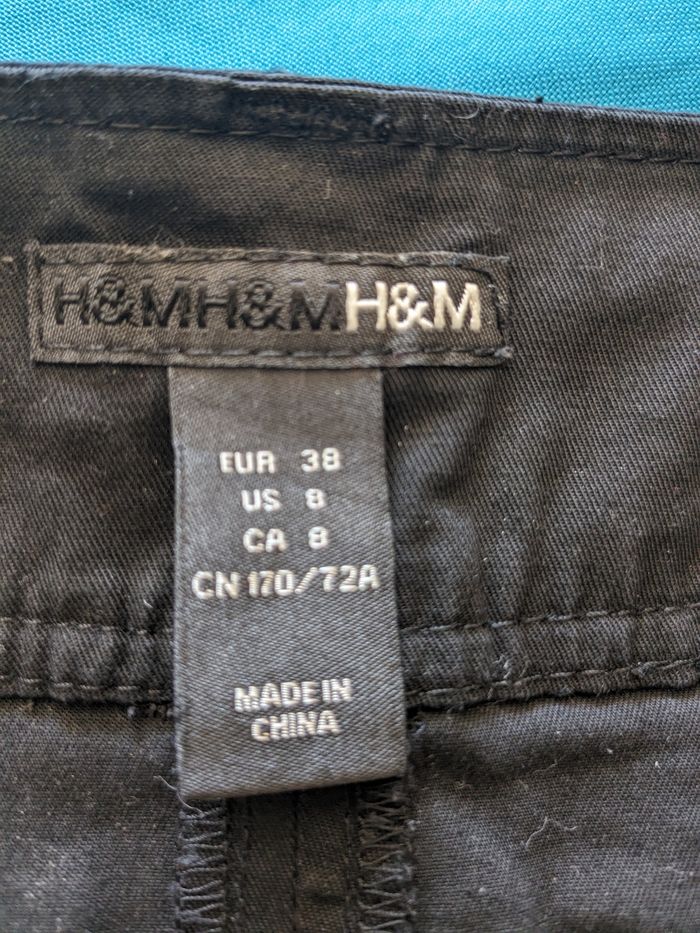 H&MH&MH&M
EUR 38
US 8
CA 8
CN 170/72A
MADE IN
CHINA